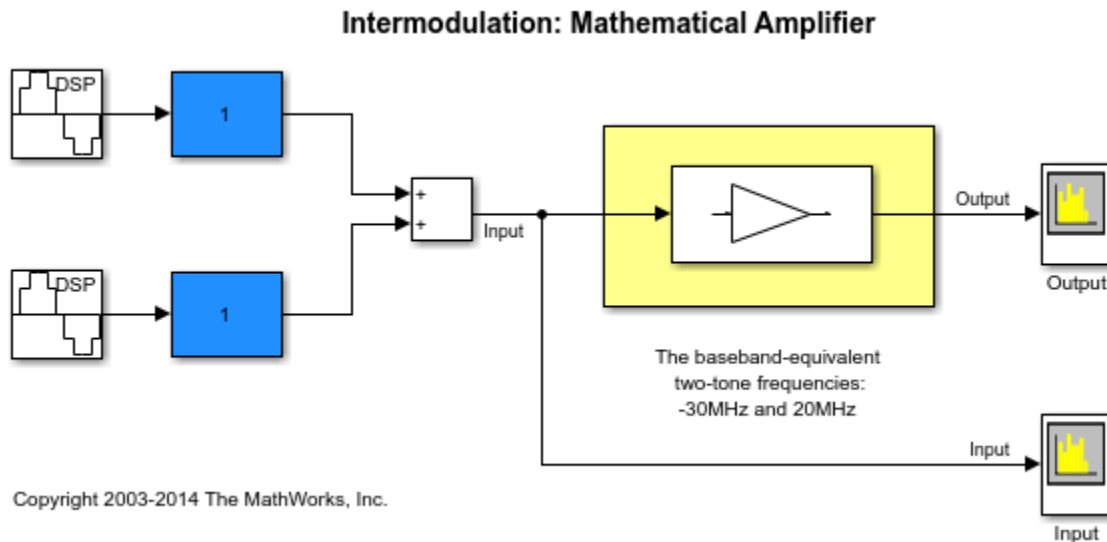 Intermodulation: Mathematical Amplifier
DSP
1
+
+
Input
DSP
1
Output
Output
The baseband-equivalent
two-tone frequencies:
-30MHz and 20MHz
Input
Input
Copyright 2003-2014 The MathWorks, Inc.